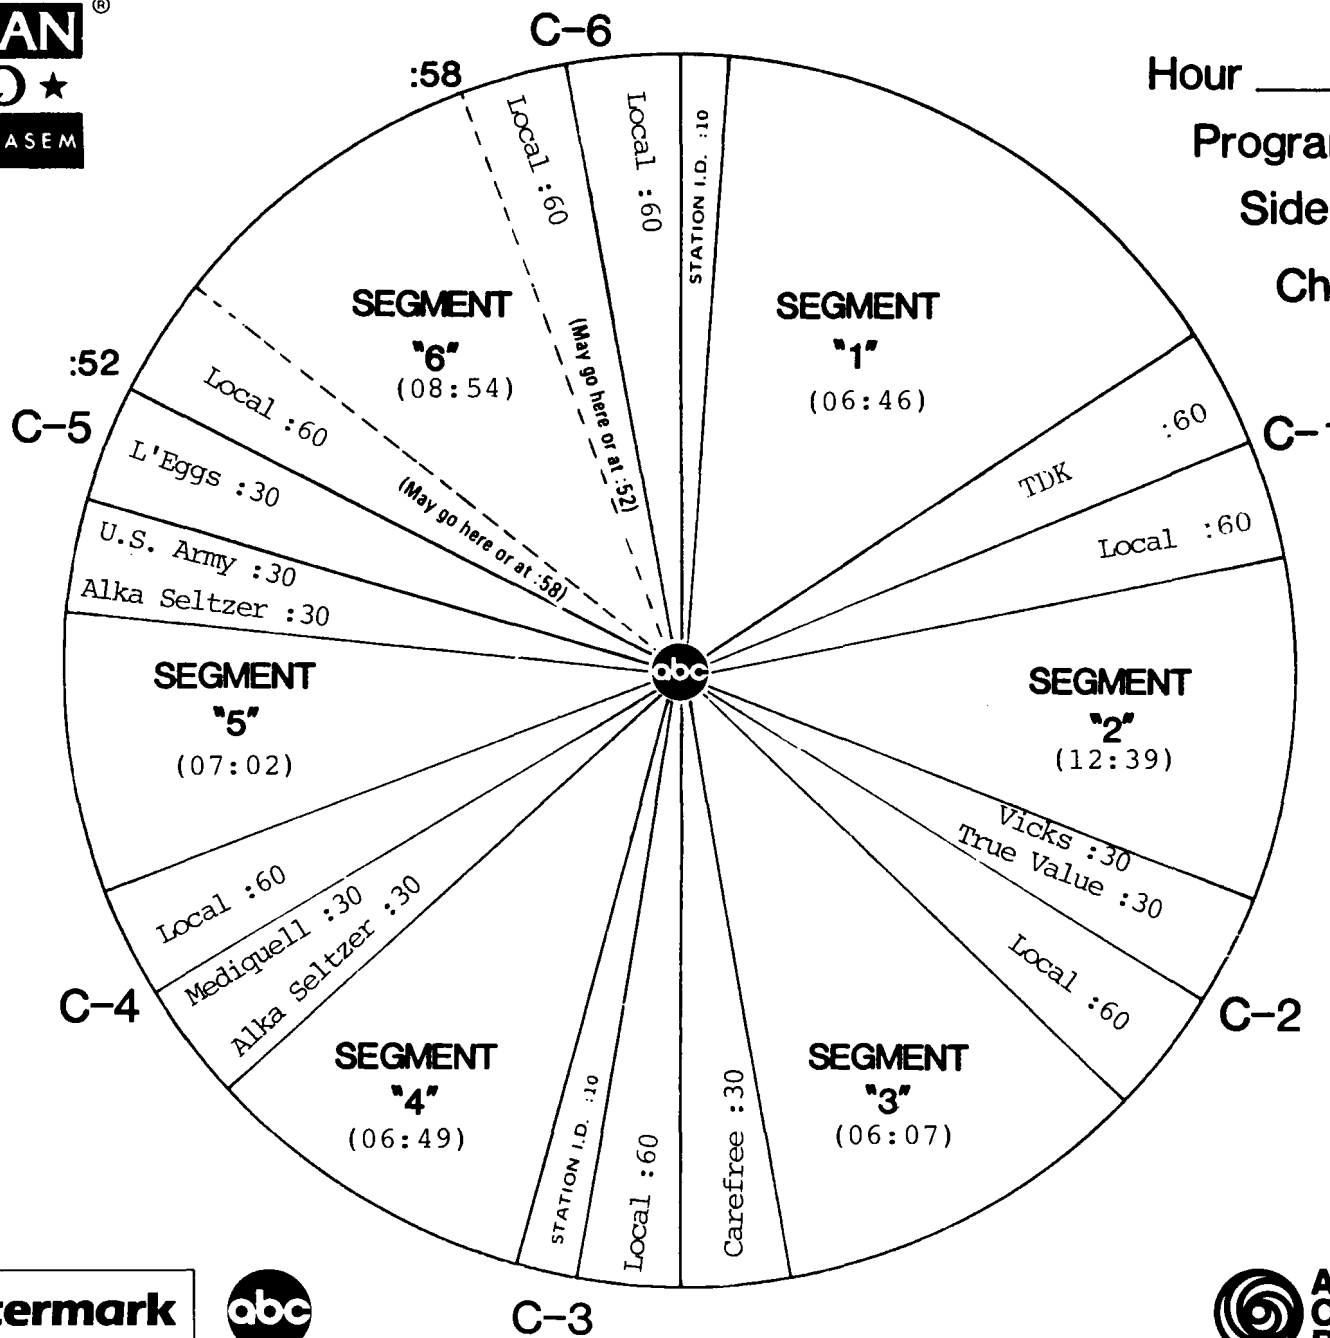 ®
AN
ASEM
C-6
:58
Hour
Side
Local :60
Local :60
STATION I.D. :10
SEGMENT
"1"
(06:46)
TDK :60
C-1
Local :60
SEGMENT
"2"
(12:39)
Vicks :30
True Value :30
C-2
Local :60
SEGMENT
"3"
(06:07)
Carefree :30
C-3
Local :60
STATION I.D. :10
SEGMENT
"4"
(06:49)
Alka Seltzer :30
Mediquell :30
C-4
Local :60
SEGMENT
"5"
(07:02)
Alka Seltzer :30
U.S. Army :30
L'Eggs :30
C-5
:52
Local :60
(May go here or at :58)
SEGMENT
"6"
(08:54)
(May go here or at :52)
abc
termark
abc